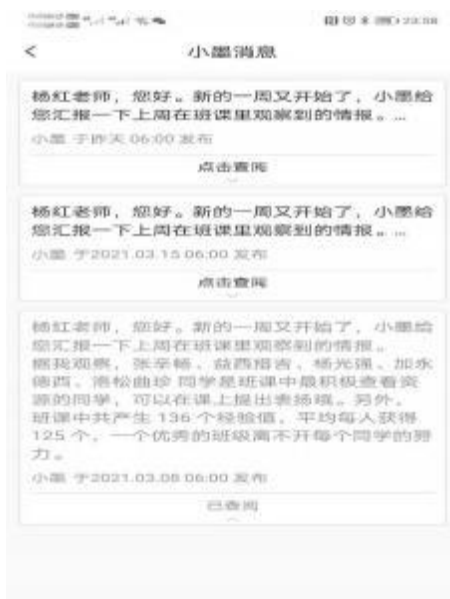 23:58
小墨消息
杨红老师，您好。新的一周又开始了，小墨给
您汇报一下上周在班课里观察到的情报。...
小墨 于昨天 06:00 发布
点击查阅
杨红老师，您好。新的一周又开始了，小墨给
您汇报一下上周在班课里观察到的情报。...
小墨 于2021.03.15 06:00 发布
点击查阅
杨红老师，您好。新的一周又开始了，小墨给
您汇报一下上周在班课里观察到的情报。
据我观察，张辛畅、益西措吉、杨光强、加永
德西、洛松曲珍 同学是班课中最积极查看资
源的同学，可以在课上提出表扬哦。另外，
班课中共产生 136 个经验值，平均每人获得
125 个，一个优秀的班级离不开每个同学的努
力。
小墨 于2021.03.08 06:00 发布
已查阅